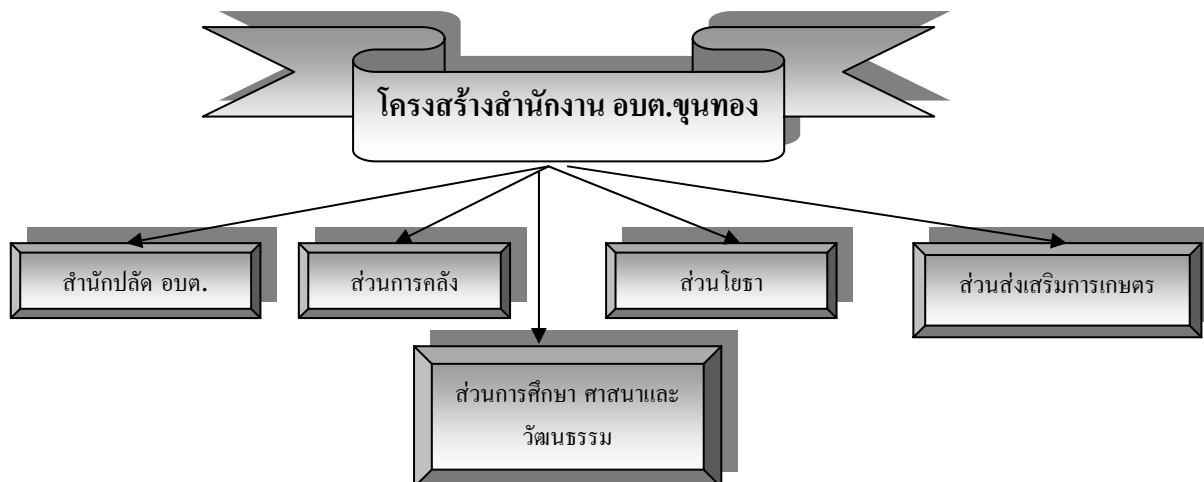 โครงสร้างสำนักงาน อบต.ขุนทอง
สำนักปลัด อบต.
ส่วนการคลัง
ส่วนโยธา
ส่วนส่งเสริมการเกษตร
ส่วนการศึกษา ศาสนาและ
วัฒนธรรม